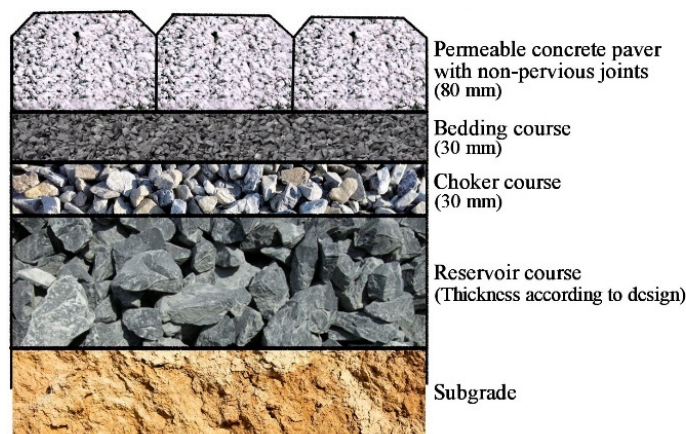 Permeable concrete paver
with non-pervious joints
(80 mm)
Bedding course
(30 mm)
Choker course
(30 mm)
Reservoir course
(Thickness according to design)
Subgrade